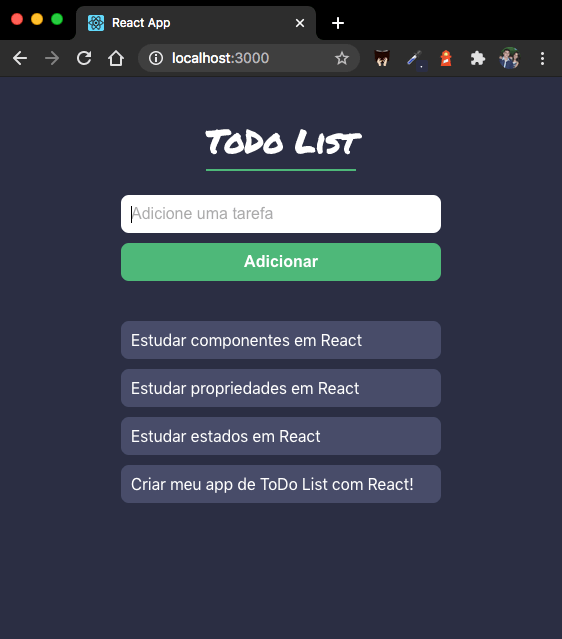 React App
localhost:3000
ToDo List
Adicione uma tarefa
Adicionar
Estudar componentes em React
Estudar propriedades em React
Estudar estados em React
Criar meu app de ToDo List com React!